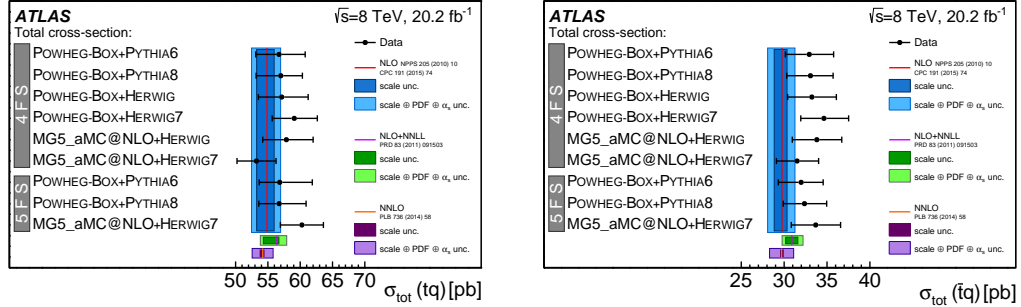 ATLAS √s=8 TeV, 20.2 fb⁻¹
Total cross-section:
4FS
POWHEG-BOX+PYTHIA6
POWHEG-BOX+PYTHIA8
POWHEG-BOX+HERWIG
POWHEG-BOX+HERWIG7
MG5_aMC@NLO+HERWIG
MG5_aMC@NLO+HERWIG7
5FS
POWHEG-BOX+PYTHIA6
POWHEG-BOX+PYTHIA8
MG5_aMC@NLO+HERWIG7
Data
NLO NPPS 205 (2010) 10
CPC 191 (2015) 74
scale unc.
scale ⊕ PDF ⊕ αs unc.
NLO+NNLL
PRD 83 (2011) 091503
scale unc.
scale ⊕ PDF ⊕ αs unc.
NNLO
PLB 736 (2014) 58
scale unc.
scale ⊕ PDF ⊕ αs unc.
50 55 60 65 70
σtot (tq) [pb]
ATLAS √s=8 TeV, 20.2 fb⁻¹
Total cross-section:
4FS
POWHEG-BOX+PYTHIA6
POWHEG-BOX+PYTHIA8
POWHEG-BOX+HERWIG
POWHEG-BOX+HERWIG7
MG5_aMC@NLO+HERWIG
MG5_aMC@NLO+HERWIG7
5FS
POWHEG-BOX+PYTHIA6
POWHEG-BOX+PYTHIA8
MG5_aMC@NLO+HERWIG7
Data
NLO NPPS 205 (2010) 10
CPC 191 (2015) 74
scale unc.
scale ⊕ PDF ⊕ αs unc.
NLO+NNLL
PRD 83 (2011) 091503
scale unc.
scale ⊕ PDF ⊕ αs unc.
NNLO
PLB 736 (2014) 58
scale unc.
scale ⊕ PDF ⊕ αs unc.
25 30 35 40
σtot (t̄q) [pb]